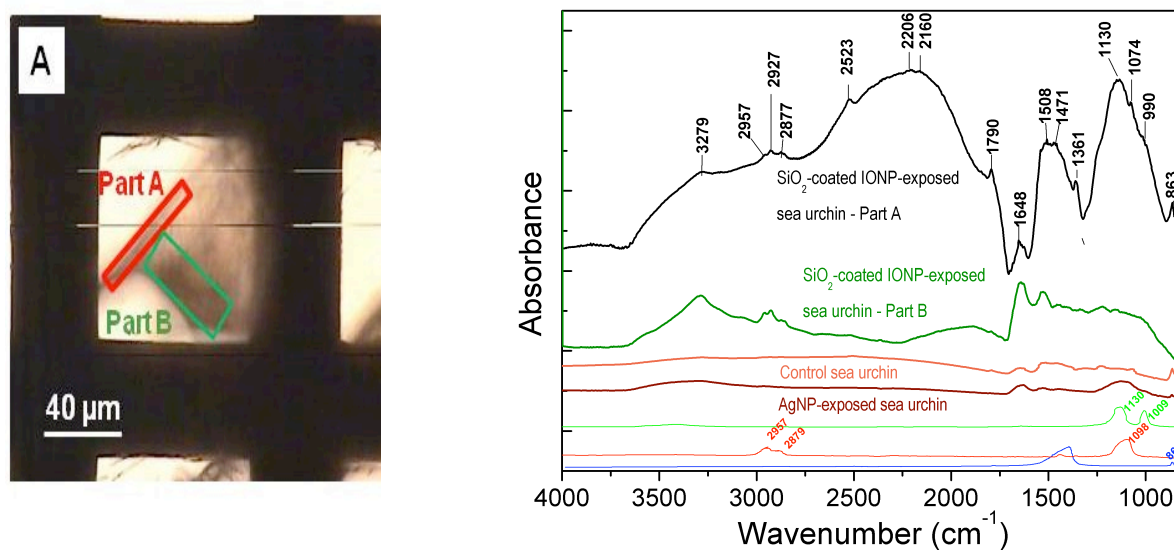 A
Part A
Part B
40 µm
Absorbance
3279
2957
2927
2877
2523
2206
2160
1790
1648
1508
1471
1361
1130
1074
990
863
SiO2-coated IONP-exposed
sea urchin - Part A
SiO2-coated IONP-exposed
sea urchin - Part B
Control sea urchin
AgNP-exposed sea urchin
1130
1009
2957
2879
1098
4000
3500
3000
2500
2000
1500
1000
Wavenumber (cm-1)